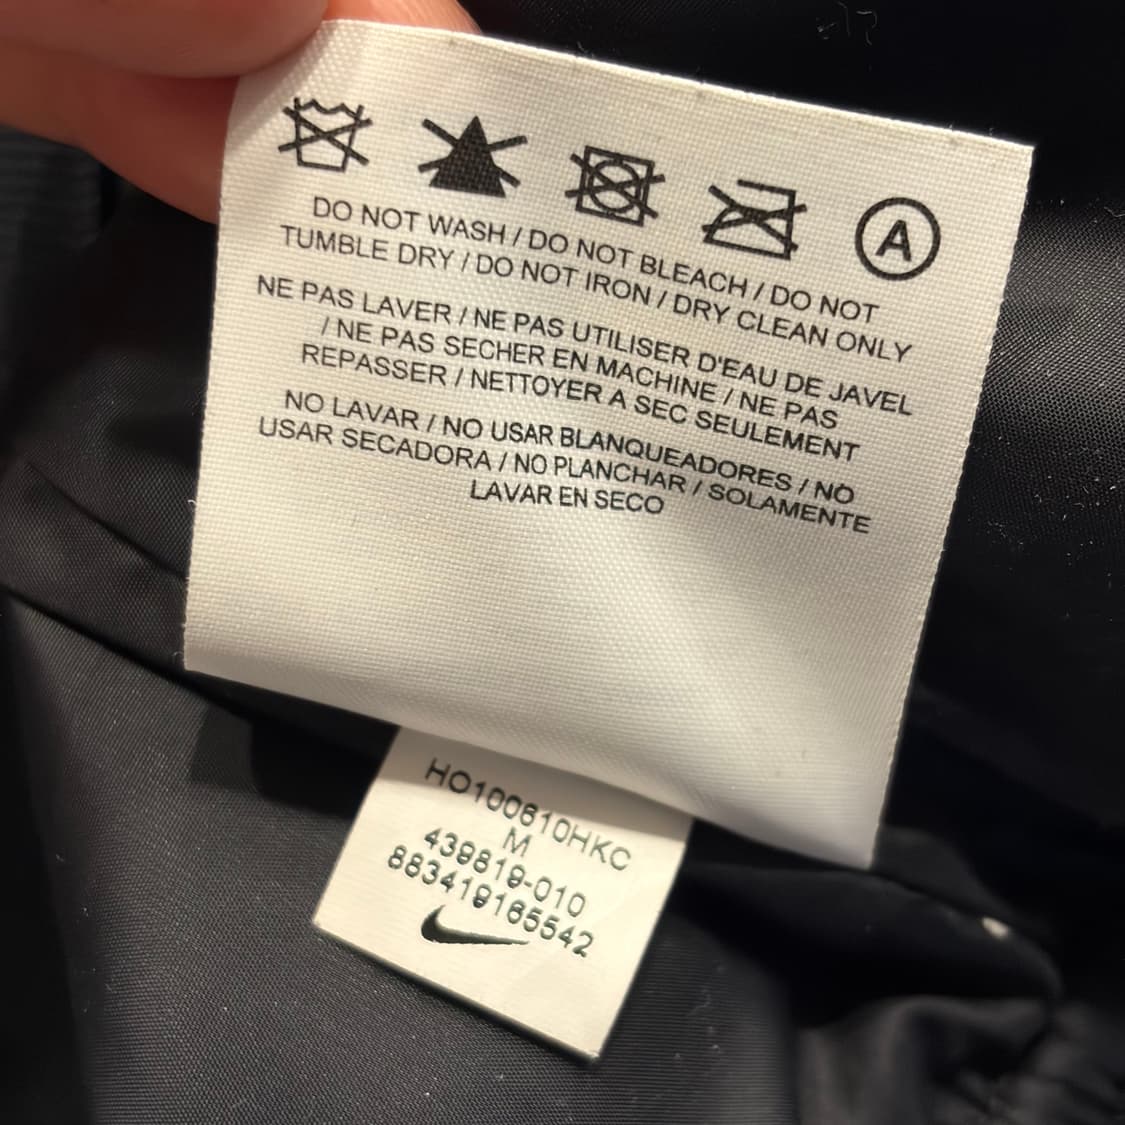 A
DO NOT WASH / DO NOT BLEACH / DO NOT
TUMBLE DRY / DO NOT IRON / DRY CLEAN ONLY
NE PAS LAVER / NE PAS UTILISER D'EAU DE JAVEL
/ NE PAS SECHER EN MACHINE / NE PAS
REPASSER / NETTOYER A SEC SEULEMENT
NO LAVAR / NO USAR BLANQUEADORES / NO
USAR SECADORA / NO PLANCHAR / SOLAMENTE
LAVAR EN SECO
HO100610HKC
M
439819-010
883419165542